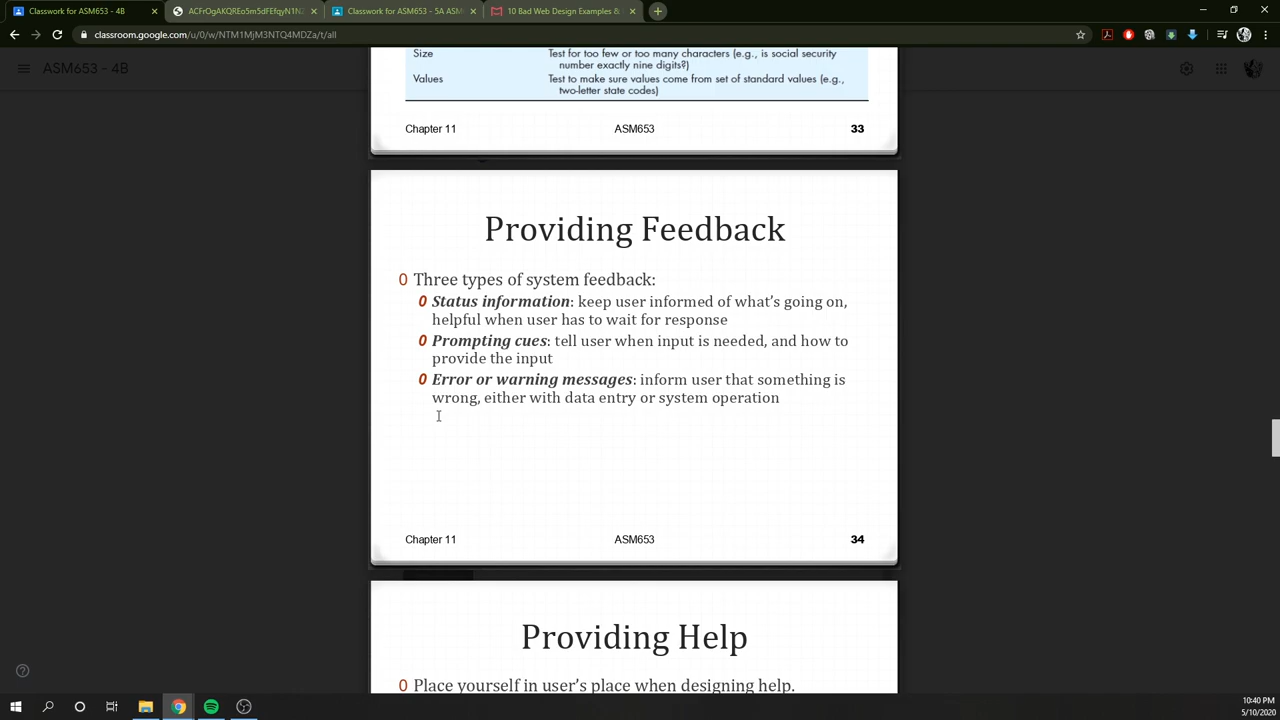 Classwork for ASM653 - 4B
ACFrOgAKQREo5m5dFEfqyN1N
Classwork for ASM653 - 5A ASM
10 Bad Web Design Examples &
classroom.google.com/u/0/w/NTM1MjM3NTQ4MDZa/t/all
ASM653 - 4B
Size Test for too few or too many characters (e.g., is social security
number exactly nine digits?)
Values Test to make sure values come from set of standard values (e.g.,
two-letter state codes)
Chapter 11 ASM653 33
Providing Feedback
Three types of system feedback:
Status information: keep user informed of what's going on,
helpful when user has to wait for response
Prompting cues: tell user when input is needed, and how to
provide the input
Error or warning messages: inform user that something is
wrong, either with data entry or system operation
Chapter 11 ASM653 34
Providing Help
Place yourself in user's place when designing help.
10:40 PM
5/10/2020